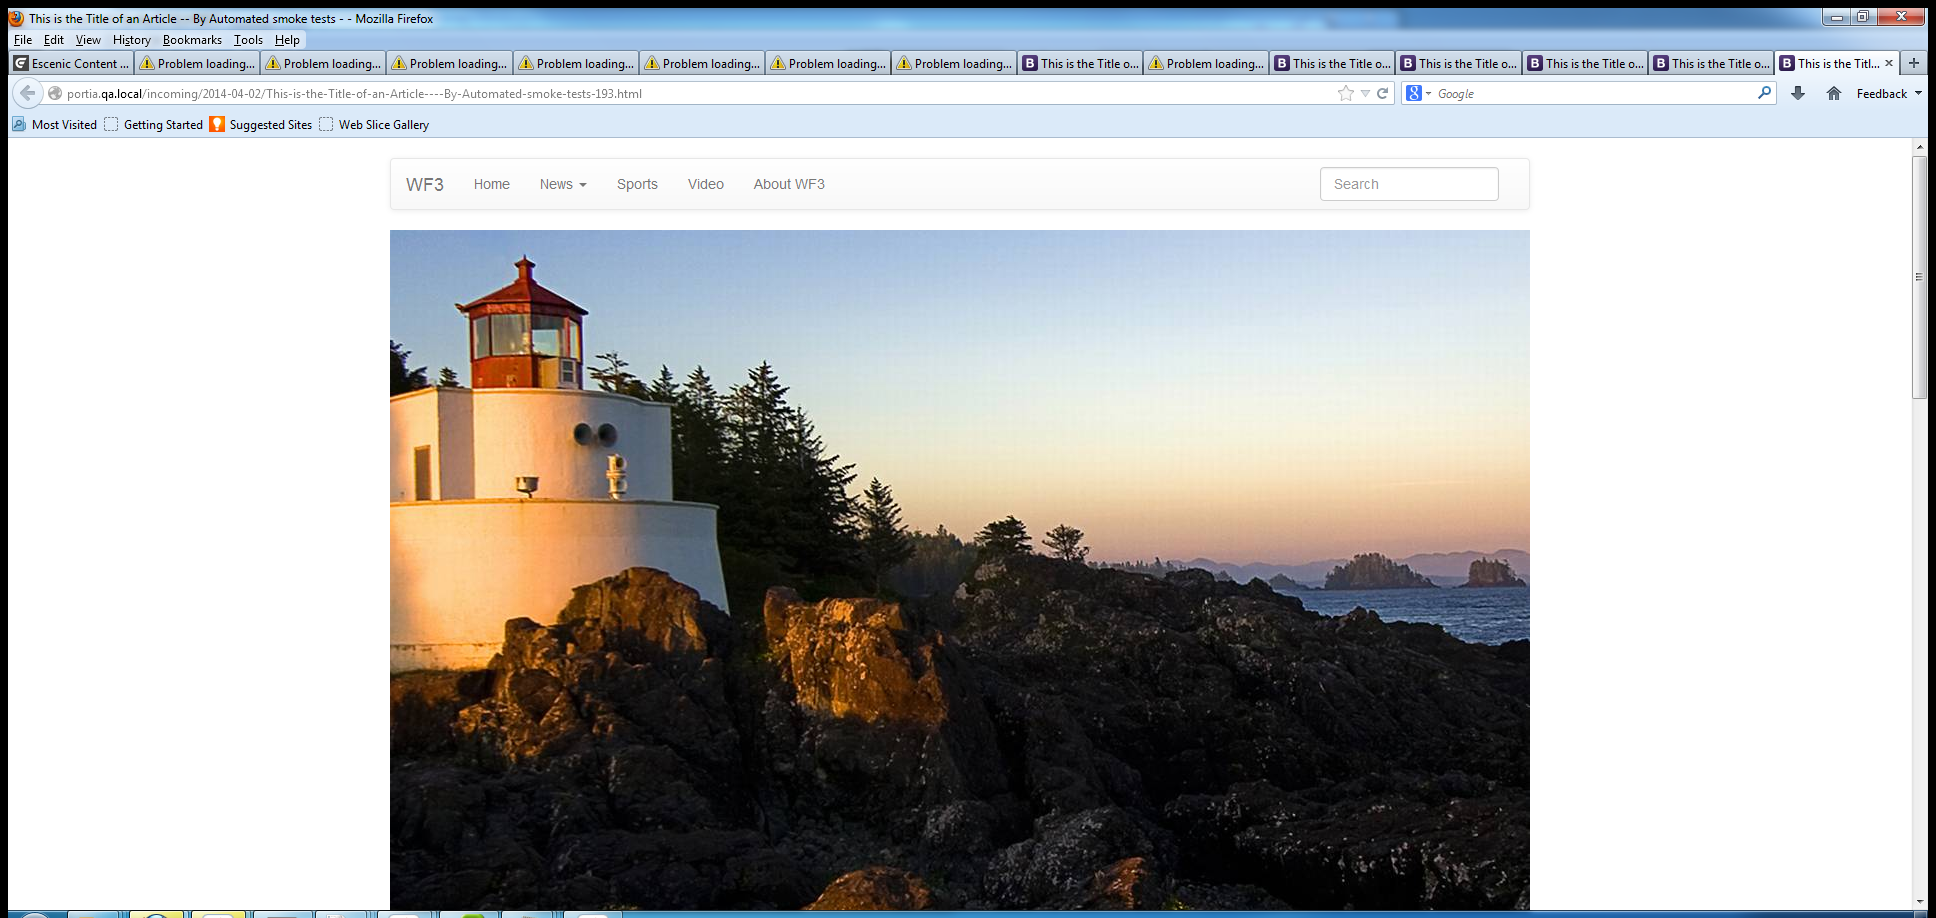 This is the Title of an Article -- By Automated smoke tests - - Mozilla Firefox
File Edit View History Bookmarks Tools Help
Escenic Content ... Problem loading... Problem loading... Problem loading... Problem loading... Problem loading... Problem loading... Problem loading... This is the Title o... Problem loading... This is the Title o... This is the Title o... This is the Title o... This is the Title o... This is the Titl...
portia.qa.local/incoming/2014-04-02/This-is-the-Title-of-an-Article----By-Automated-smoke-tests-193.html Google Feedback
Most Visited Getting Started Suggested Sites Web Slice Gallery
WF3 Home News Sports Video About WF3 Search